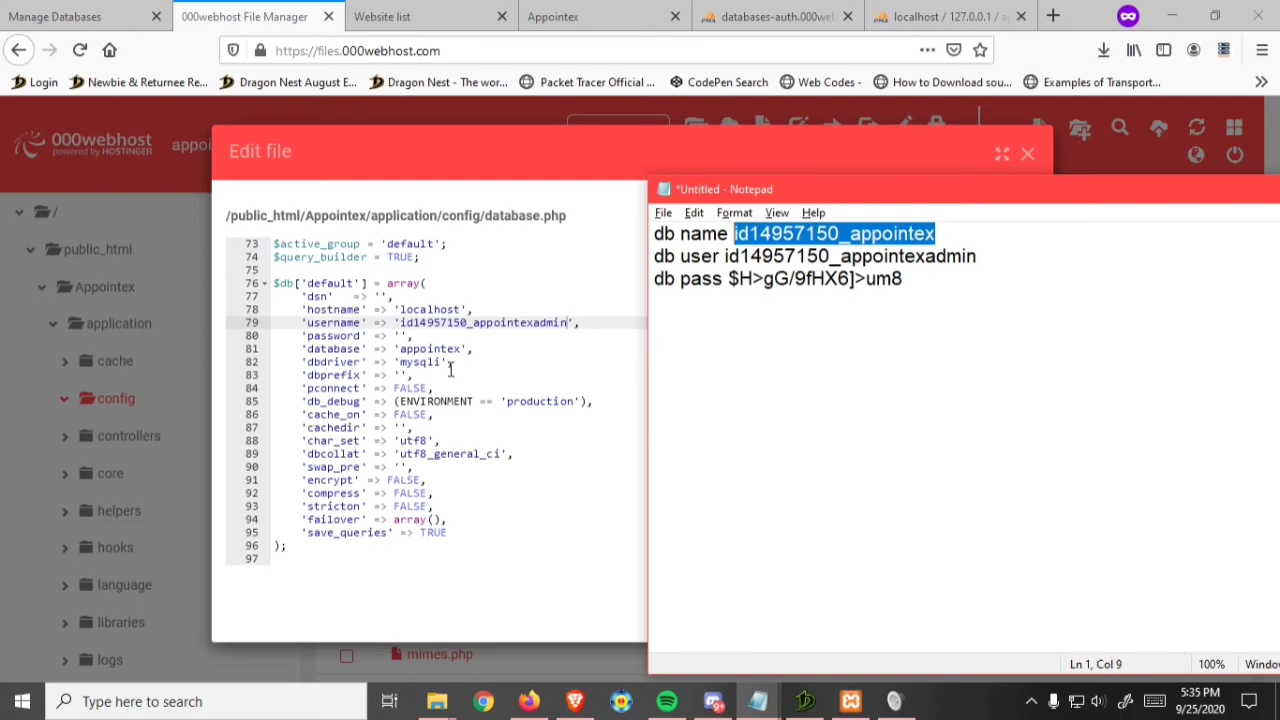 Manage Databases
000webhost File Manager
Website list
Appointex
databases-auth.000we
localhost / 127.0.0.1 / a
https://files.000webhost.com
Login
Newbie & Returnee Re...
Dragon Nest August E...
Dragon Nest - The wor...
Packet Tracer Official ...
CodePen Search
Web Codes -
How to Download sou...
Examples of Transport...
000webhost
powered by HOSTINGER
appoi
Edit file
/public_html/Appointex/application/config/database.php
/
public_html
Appointex
application
cache
config
controllers
core
helpers
hooks
language
libraries
logs
73 $active_group = 'default';
74 $query_builder = TRUE;
75
76 $db['default'] = array(
77 'dsn' => '',
78 'hostname' => 'localhost',
79 'username' => 'id14957150_appointexadmin',
80 'password' => '',
81 'database' => 'appointex',
82 'dbdriver' => 'mysqli',
83 'dbprefix' => '',
84 'pconnect' => FALSE,
85 'db_debug' => (ENVIRONMENT == 'production'),
86 'cache_on' => FALSE,
87 'cachedir' => '',
88 'char_set' => 'utf8',
89 'dbcollat' => 'utf8_general_ci',
90 'swap_pre' => '',
91 'encrypt' => FALSE,
92 'compress' => FALSE,
93 'stricton' => FALSE,
94 'failover' => array(),
95 'save_queries' => TRUE
96 );
97
mimes.php
*Untitled - Notepad
File Edit Format View Help
db name id14957150_appointex
db user id14957150_appointexadmin
db pass $H>gG/9fHX6]>um8
Ln 1, Col 9
100%
Windo
Type here to search
5:35 PM
9/25/2020